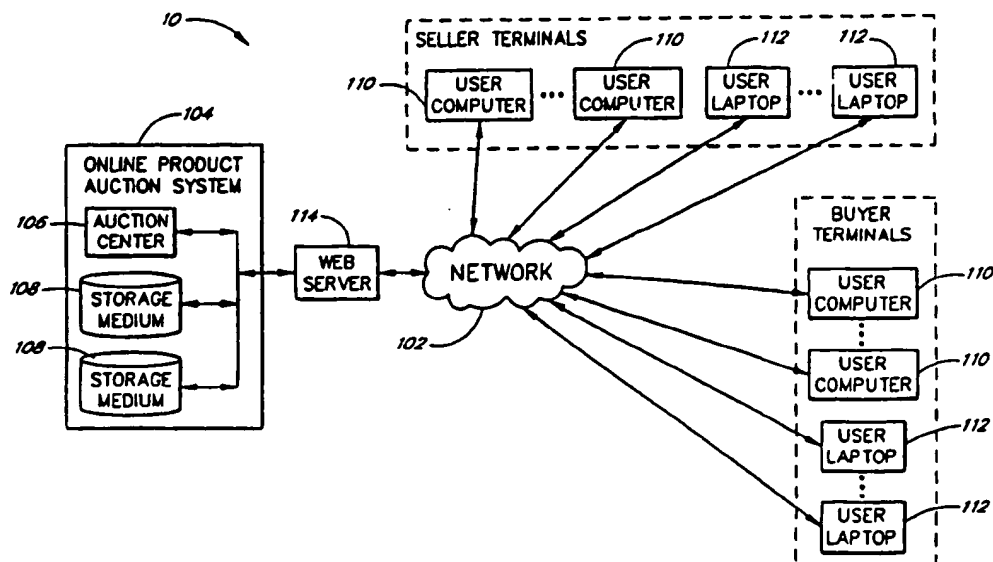 10
SELLER TERMINALS
110
112
112
110
USER
COMPUTER
USER
COMPUTER
USER
LAPTOP
USER
LAPTOP
104
ONLINE PRODUCT
AUCTION SYSTEM
106
AUCTION
CENTER
108
STORAGE
MEDIUM
108
STORAGE
MEDIUM
114
WEB
SERVER
NETWORK
102
BUYER
TERMINALS
110
USER
COMPUTER
110
USER
COMPUTER
112
USER
LAPTOP
112
USER
LAPTOP